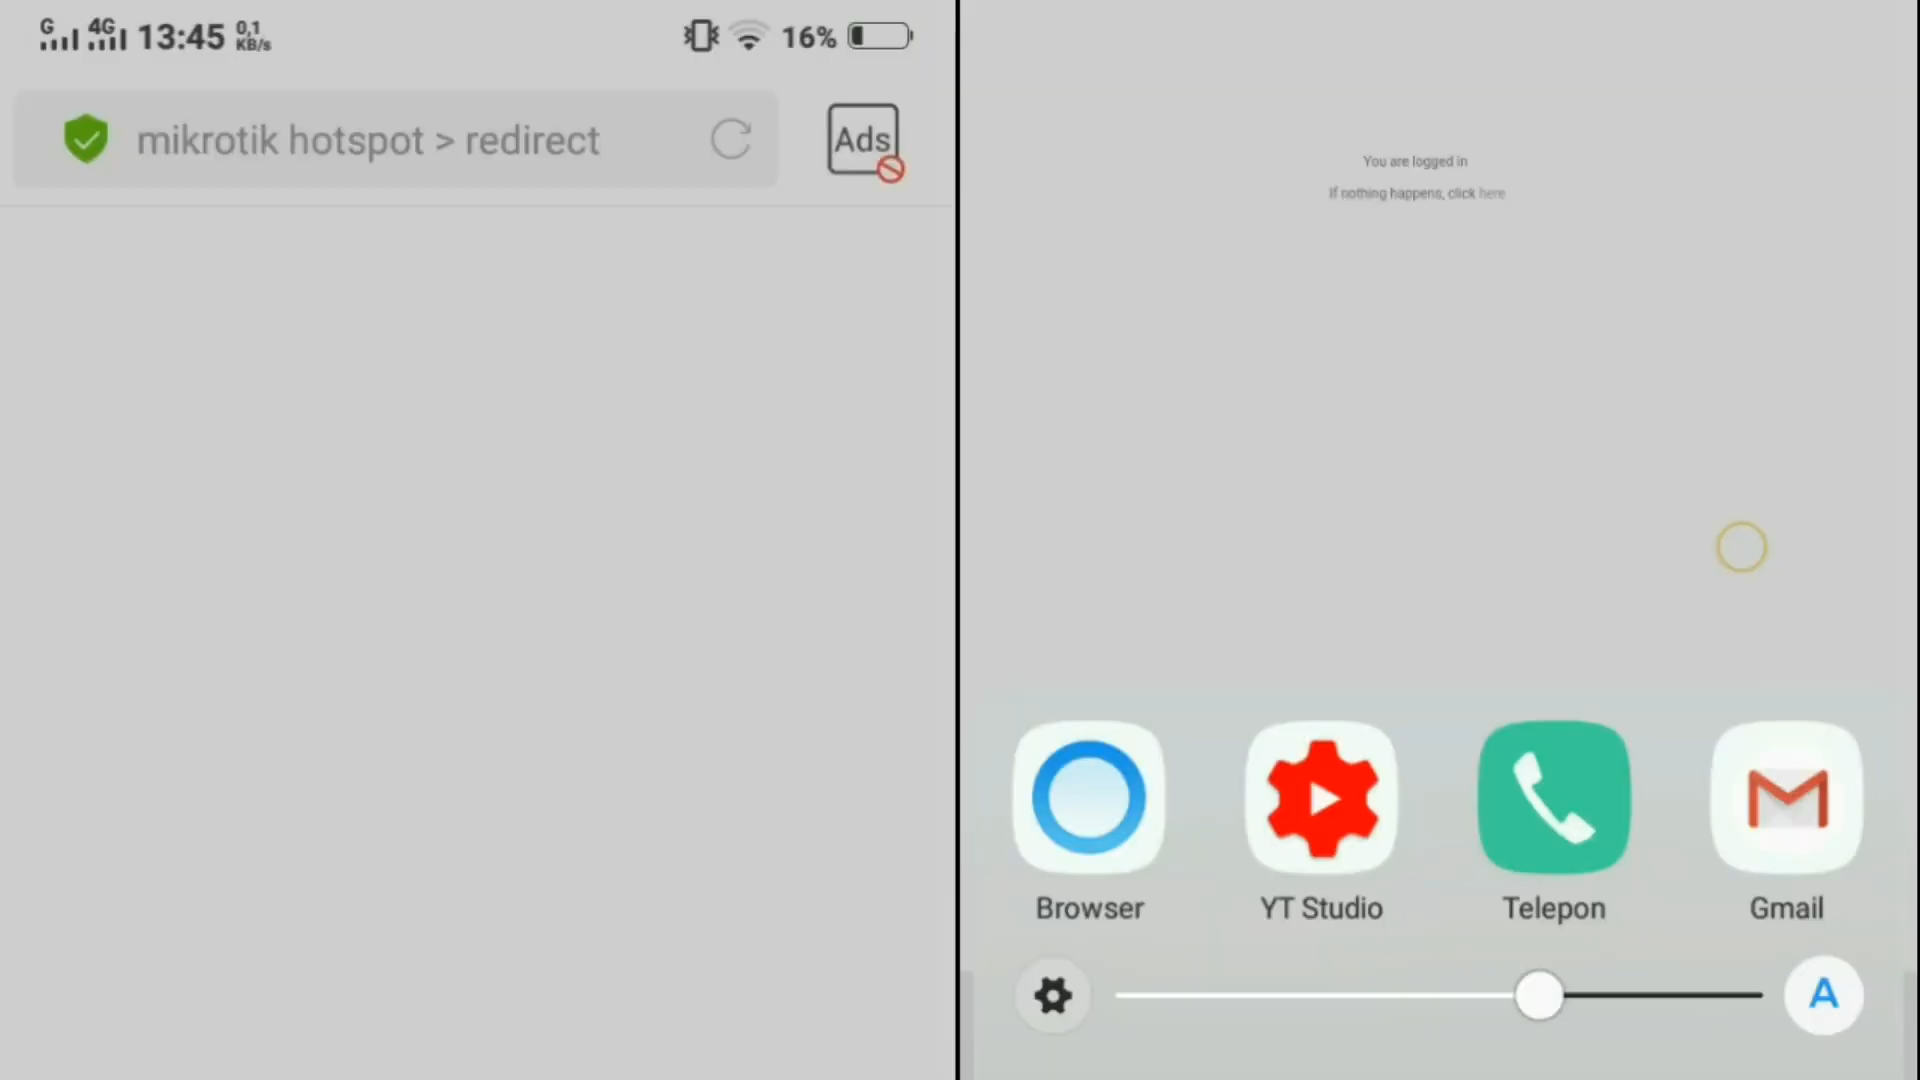 G 4G 13:45 0,1 KB/s 16%
mikrotik hotspot > redirect
Ads
You are logged in
If nothing happens, click here
Browser YT Studio Telepon Gmail
A